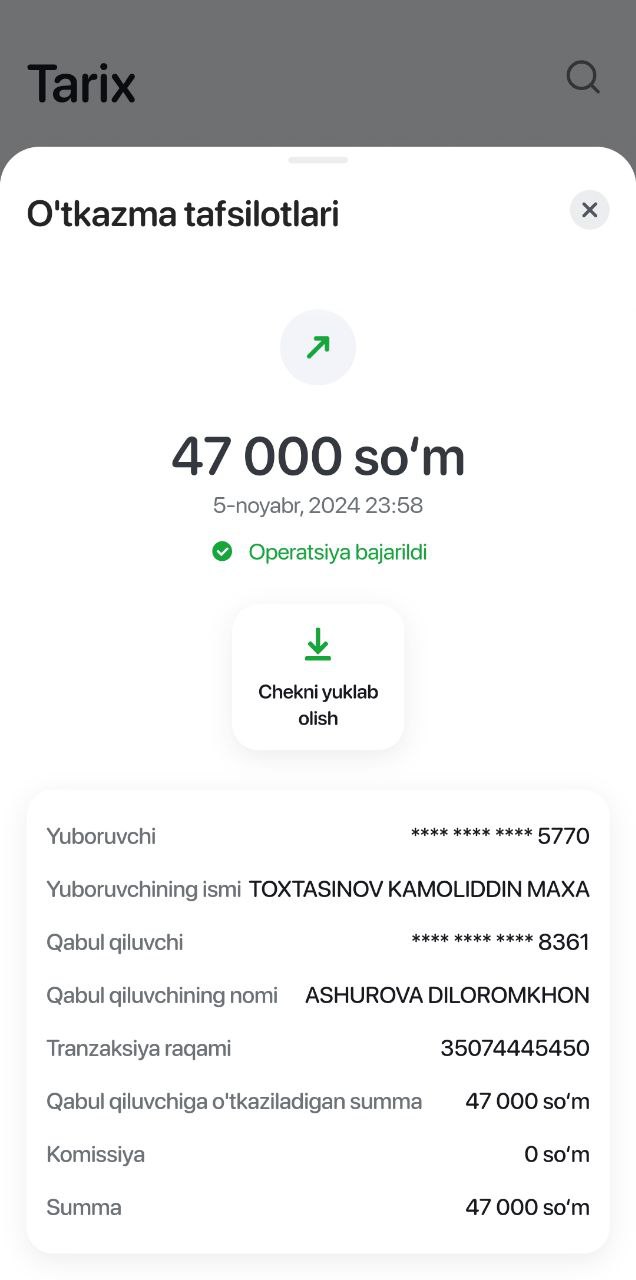 Tarix
O'tkazma tafsilotlari
47 000 so‘m
5-noyabr, 2024 23:58
Operatsiya bajarildi
Chekni yuklab
olish
Yuboruvchi **** **** **** 5770
Yuboruvchining ismi TOXTASINOV KAMOLIDDIN MAXA
Qabul qiluvchi **** **** **** 8361
Qabul qiluvchining nomi ASHUROVA DILOROMKHON
Tranzaksiya raqami 35074445450
Qabul qiluvchiga o'tkaziladigan summa 47 000 so‘m
Komissiya 0 so‘m
Summa 47 000 so‘m